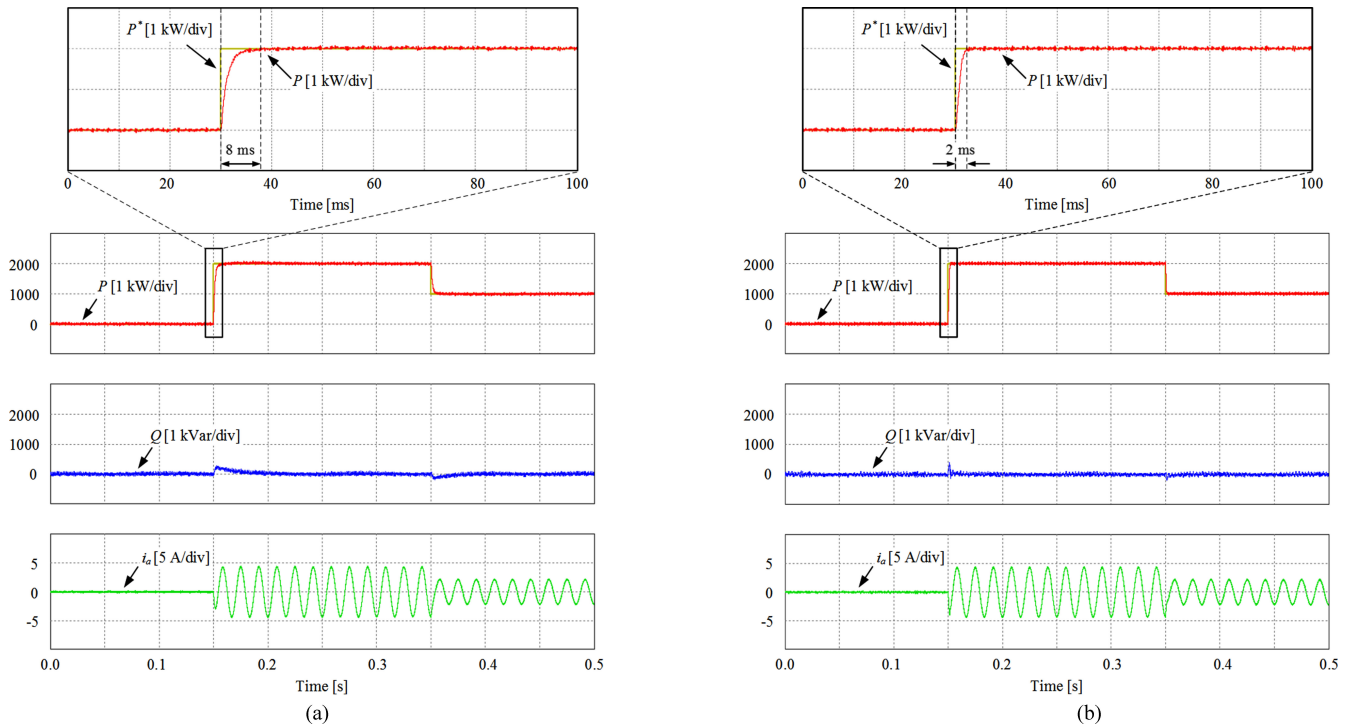 P* [1 kW/div]
P [1 kW/div]
8 ms
0 20 40 60 80 100
Time [ms]
2000
1000
0
P [1 kW/div]
2000
1000
0
Q [1 kVar/div]
5
0
-5
i_a [5 A/div]
0.0 0.1 0.2 0.3 0.4 0.5
Time [s]
(a)
P* [1 kW/div]
P [1 kW/div]
2 ms
0 20 40 60 80 100
Time [ms]
2000
1000
0
P [1 kW/div]
2000
1000
0
Q [1 kVar/div]
5
0
-5
i_a [5 A/div]
0.0 0.1 0.2 0.3 0.4 0.5
Time [s]
(b)